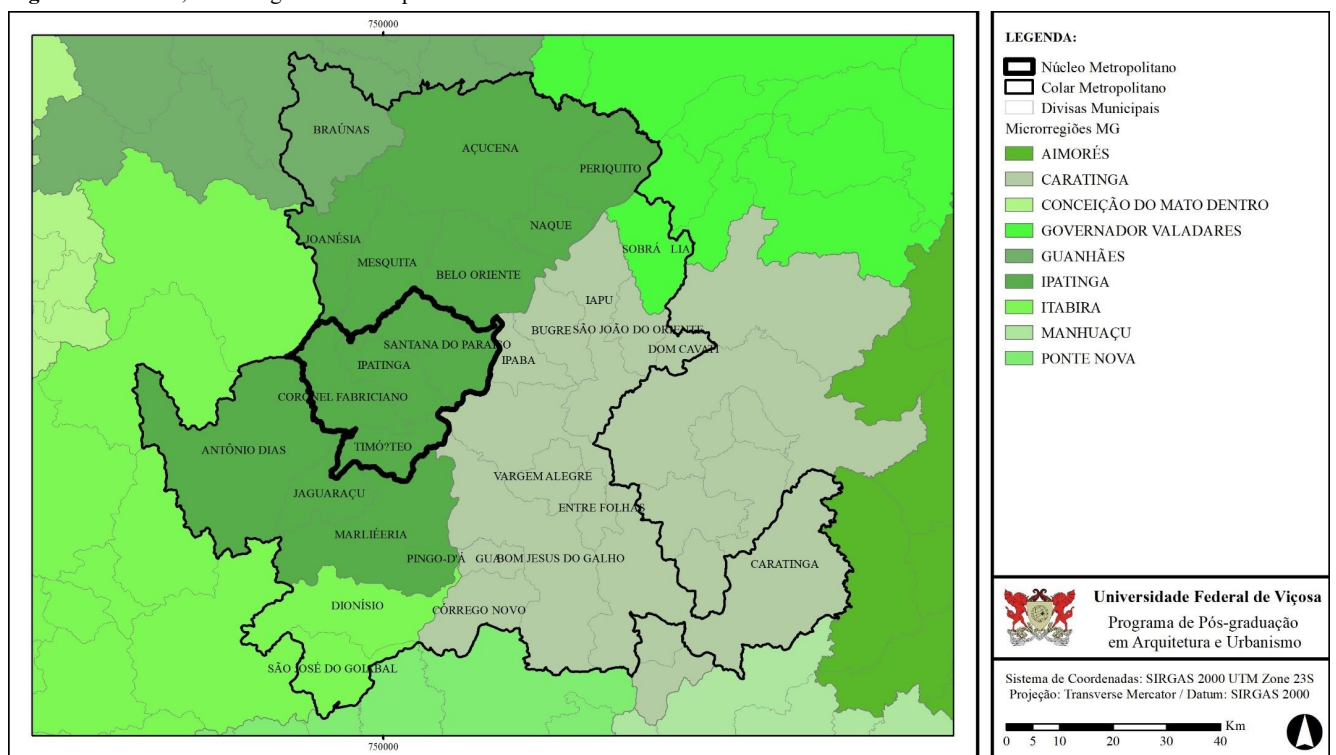 750000
BRAÚNAS
AÇUCENA
PERIQUITO
NAQUE
JOANÉSIA
SOBRÁ LIA
MESQUITA
BELO ORIENTE
IAPU
BUGRE
SÃO JOÃO DO ORIENTE
SANTANA DO PARAÍSO
DOM CAVATI
IPABA
IPATINGA
CORONEL FABRICIANO
TIMÓ?TEO
ANTÔNIO DIAS
VARGEM ALEGRE
JAGUARAÇU
ENTRE FOLHAS
MARLIÉERIA
PINGO-D'Á GUA
BOM JESUS DO GALHO
CARATINGA
DIONÍSIO
CÓRREGO NOVO
SÃO JOSÉ DO GOIABAL
750000
LEGENDA:
Núcleo Metropolitano
Colar Metropolitano
Divisas Municipais
Microrregiões MG
AIMORÉS
CARATINGA
CONCEIÇÃO DO MATO DENTRO
GOVERNADOR VALADARES
GUANHÃES
IPATINGA
ITABIRA
MANHUAÇU
PONTE NOVA
Universidade Federal de Viçosa
Programa de Pós-graduação
em Arquitetura e Urbanismo
Sistema de Coordenadas: SIRGAS 2000 UTM Zone 23S
Projeção: Transverse Mercator / Datum: SIRGAS 2000
Km
0 5 10 20 30 40